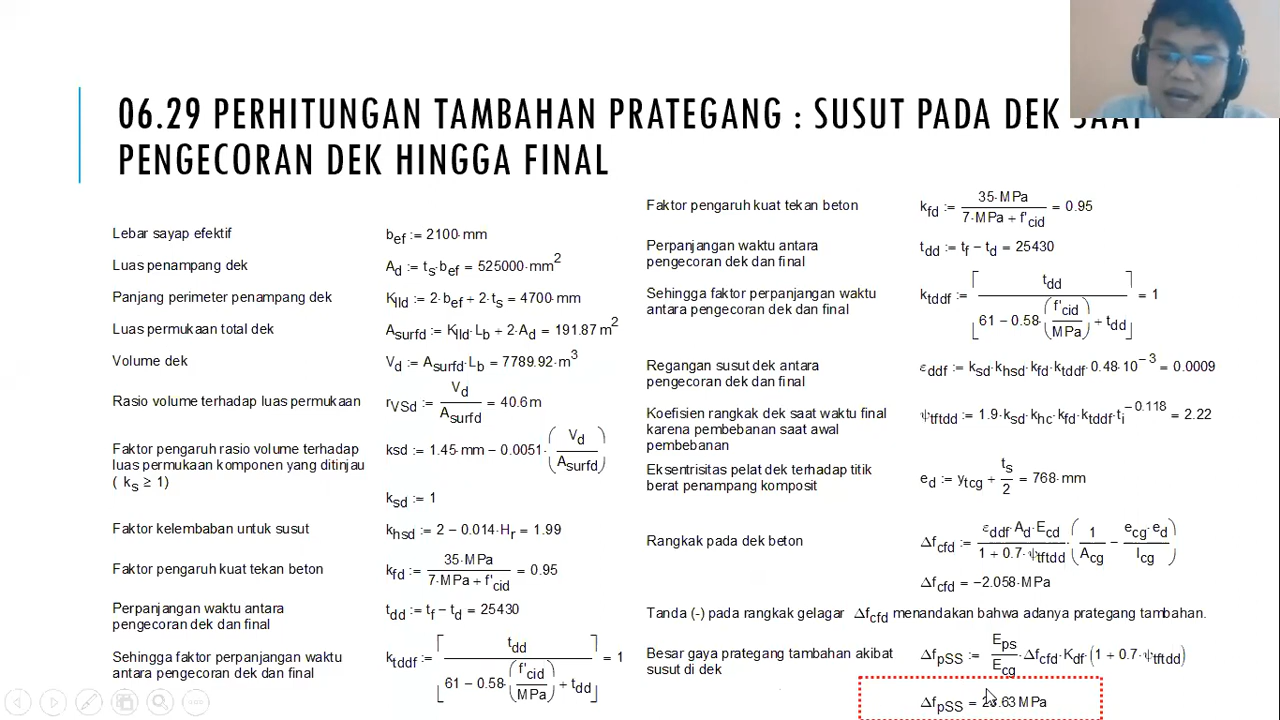 06.29 PERHITUNGAN TAMBAHAN PRATEGANG : SUSUT PADA DEK SAAT
PENGECORAN DEK HINGGA FINAL
Lebar sayap efektif b_ef := 2100·mm
Luas penampang dek A_d := t_s·b_ef = 525000·mm^2
Panjang perimeter penampang dek K_lld := 2·b_ef + 2·t_s = 4700·mm
Luas permukaan total dek A_surfd := K_lld·L_b + 2·A_d = 191.87 m^2
Volume dek V_d := A_surfd·L_b = 7789.92·m^3
Rasio volume terhadap luas permukaan r_VSd := V_d / A_surfd = 40.6 m
Faktor pengaruh rasio volume terhadap
luas permukaan komponen yang ditinjau
( k_s ≥ 1)
ksd := 1.45·mm − 0.0051·(V_d / A_surfd)
k_sd := 1
Faktor kelembaban untuk susut k_hsd := 2 − 0.014·H_r = 1.99
Faktor pengaruh kuat tekan beton k_fd := 35·MPa / (7·MPa + f'_cid) = 0.95
Perpanjangan waktu antara
pengecoran dek dan final
t_dd := t_f − t_d = 25430
Sehingga faktor perpanjangan waktu
antara pengecoran dek dan final
k_tddf := [t_dd / (61 − 0.58·(f'_cid / MPa) + t_dd)] = 1
Faktor pengaruh kuat tekan beton k_fd := 35·MPa / (7·MPa + f'_cid) = 0.95
Perpanjangan waktu antara
pengecoran dek dan final
t_dd := t_f − t_d = 25430
Sehingga faktor perpanjangan waktu
antara pengecoran dek dan final
k_tddf := [t_dd / (61 − 0.58·(f'_cid / MPa) + t_dd)] = 1
Regangan susut dek antara
pengecoran dek dan final
ε_ddf := k_sd·k_hsd·k_fd·k_tddf·0.48·10^−3 = 0.0009
Koefisien rangkak dek saat waktu final
karena pembebanan saat awal
pembebanan
ψ_tftdd := 1.9·k_sd·k_hc·k_fd·k_tddf·t_i^−0.118 = 2.22
Eksentrisitas pelat dek terhadap titik
berat penampang komposit
e_d := y_tcg + t_s / 2 = 768·mm
Rangkak pada dek beton Δf_cfd := (ε_ddf·A_d·E_cd) / (1 + 0.7·ψ_tftdd)·(1 / A_cg − e_cg·e_d / I_cg)
Δf_cfd = −2.058·MPa
Tanda (-) pada rangkak gelagar Δf_cfd menandakan bahwa adanya prategang tambahan.
Besar gaya prategang tambahan akibat
susut di dek
Δf_pSS := E_ps / E_cg·Δf_cfd·K_df·(1 + 0.7·ψ_tftdd)
Δf_pSS = MPa